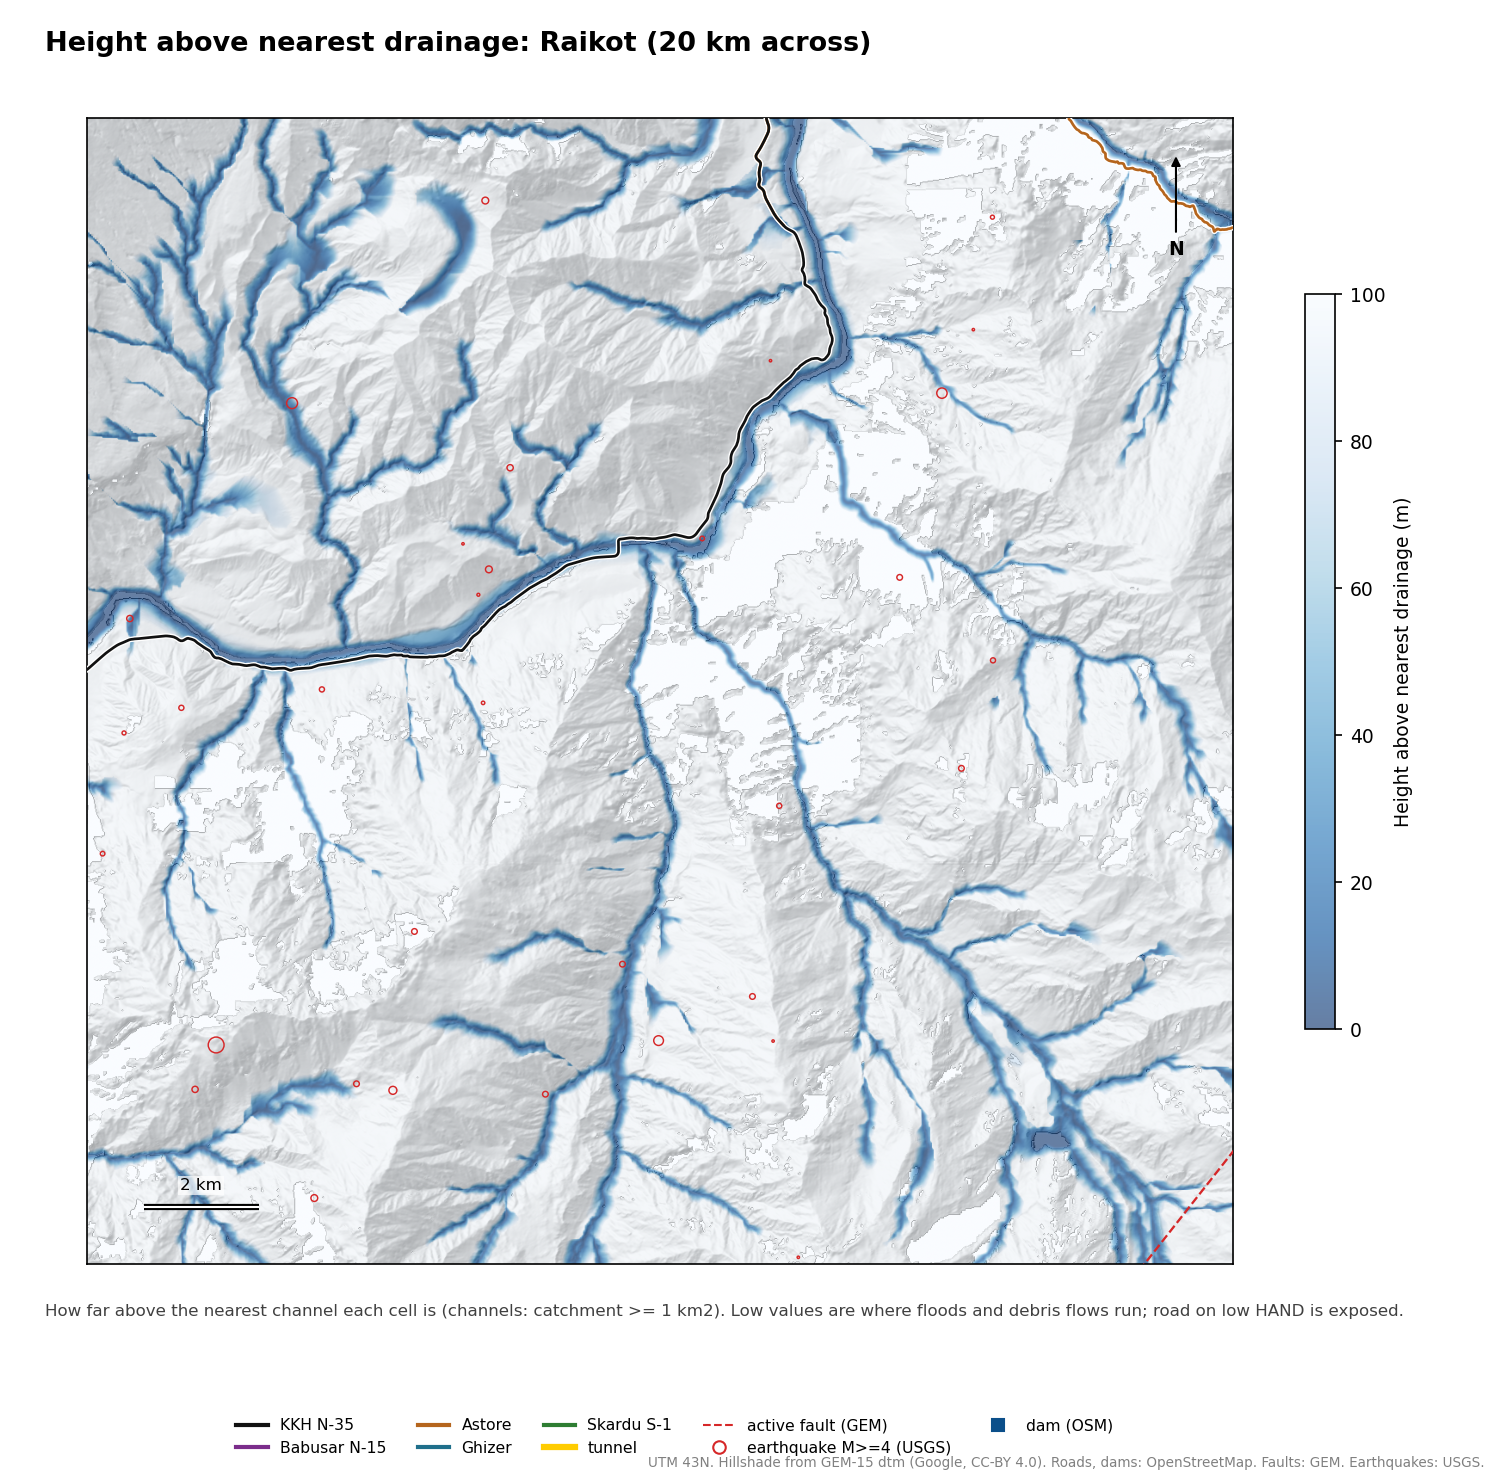 Height above nearest drainage: Raikot (20 km across)
N
100
80
60
40
20
0
Height above nearest drainage (m)
2 km
How far above the nearest channel each cell is (channels: catchment >= 1 km2). Low values are where floods and debris flows run; road on low HAND is exposed.
KKH N-35
Astore
Skardu S-1
active fault (GEM)
dam (OSM)
Babusar N-15
Ghizer
tunnel
earthquake M>=4 (USGS)
UTM 43N. Hillshade from GEM-15 dtm (Google, CC-BY 4.0). Roads, dams: OpenStreetMap. Faults: GEM. Earthquakes: USGS.